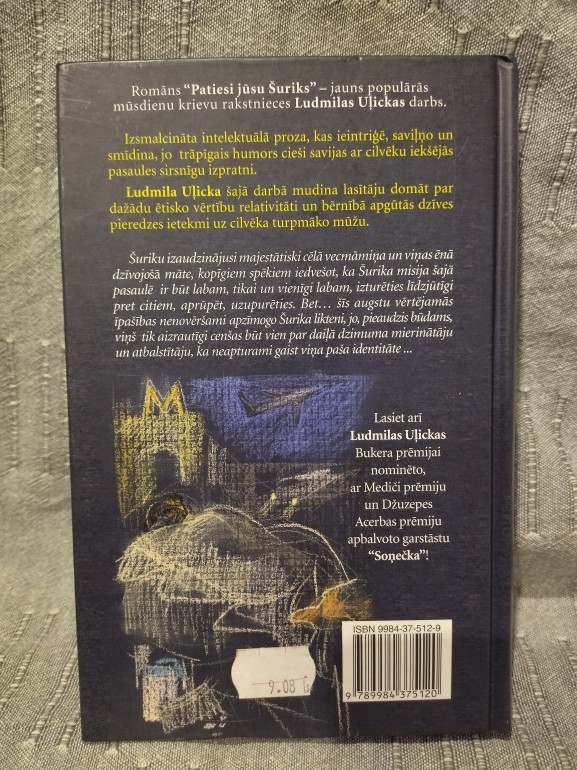 Romāns “Patiesi jūsu Šuriks” – jauns populārās
mūsdienu krievu rakstnieces Ludmilas Uļickas darbs.
Izsmalcināta intelektuālā proza, kas ieintriģē, saviļņo un
smīdina, jo trāpīgais humors cieši savijas ar cilvēku iekšējās
pasaules sirsnīgu izpratni.
Ludmila Uļicka šajā darbā mudina lasītāju domāt par
dažādu ētisko vērtību relativitāti un bērnībā apgūtās dzīves
pieredzes ietekmi uz cilvēka turpmāko mūžu.
Šuriku izaudzinājusi majestātiski cēlā vecmāmiņa un viņas ēnā
dzīvojošā māte, kopīgiem spēkiem iedvešot, ka Šurika misija šajā
pasaulē ir būt labam, tikai un vienīgi labam, izturēties līdzjūtīgi
pret citiem, aprūpēt, uzupurēties. Bet... šīs augstu vērtējamās
īpašības nenovēršami apzīmogo Šurika likteni, jo, pieaudzis būdams,
viņš tik aizrautīgi cenšas būt vien par daiļā dzimuma mierinātāju
un atbalstītāju, ka neapturami gaist viņa paša identitāte ...
M
Lasiet arī
Ludmilas Uļickas
Bukera prēmijai
nominēto,
ar Mediči prēmiju
un Džuzepes
Acerbas prēmiju
apbalvoto garstāstu
“Soņečka”!
ISBN 9984-37-512-9
9 789984 375120
9.08